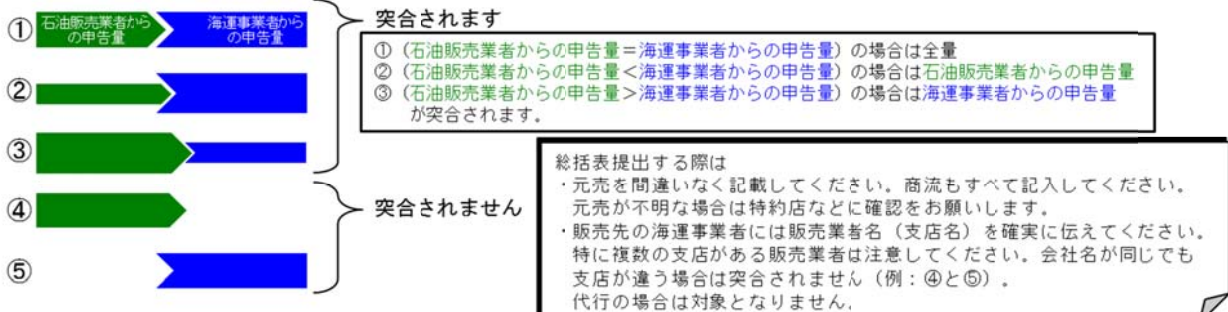 ① 石油販売業者から
の申告量
海運事業者から
の申告量
②
③
④
⑤
突合されます
① (石油販売業者からの申告量=海運事業者からの申告量) の場合は全量
② (石油販売業者からの申告量<海運事業者からの申告量) の場合は石油販売業者からの申告量
③ (石油販売業者からの申告量>海運事業者からの申告量) の場合は海運事業者からの申告量
が突合されます。
突合されません
総括表提出する際は
・元売を間違いなく記載してください。商流もすべて記入してください。
元売が不明な場合は特約店などに確認をお願いします。
・販売先の海運事業者には販売業者名（支店名）を確実に伝えてください。
特に複数の支店がある販売業者は注意してください。会社名が同じでも
支店が違う場合は突合されません（例：④と⑤）。
代行の場合は対象となりません.